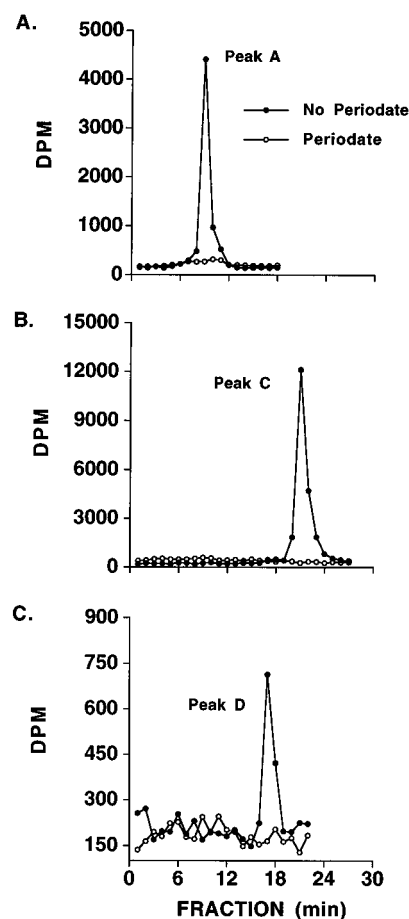 A.
5000
4000
3000
1000
0
DPM
Peak A
No Periodate
Periodate
B.
15000
12000
9000
6000
3000
0
DPM
Peak C
C.
900
750
600
450
300
150
DPM
Peak D
0 6 12 18 24 30
FRACTION (min)